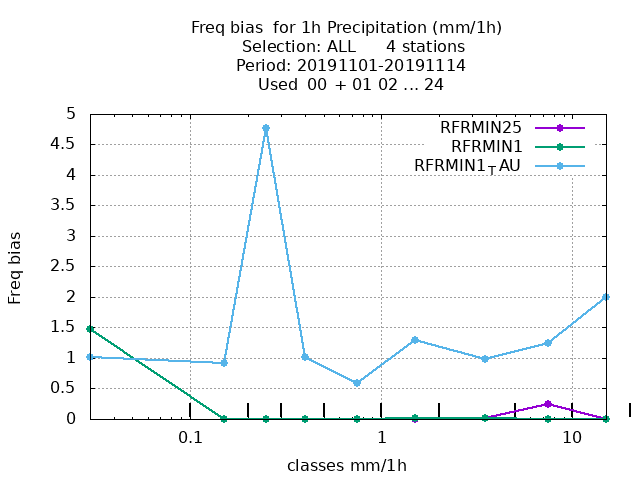 Freq bias  for 1h Precipitation (mm/1h)
Selection: ALL      4 stations
Period: 20191101-20191114
Used  00  + 01 02 ... 24
RFRMIN25
RFRMIN1
RFRMIN1TAU
5
4.5
4
3.5
3
2.5
2
1.5
1
0.5
0
Freq bias
0.1 1 10
classes mm/1h